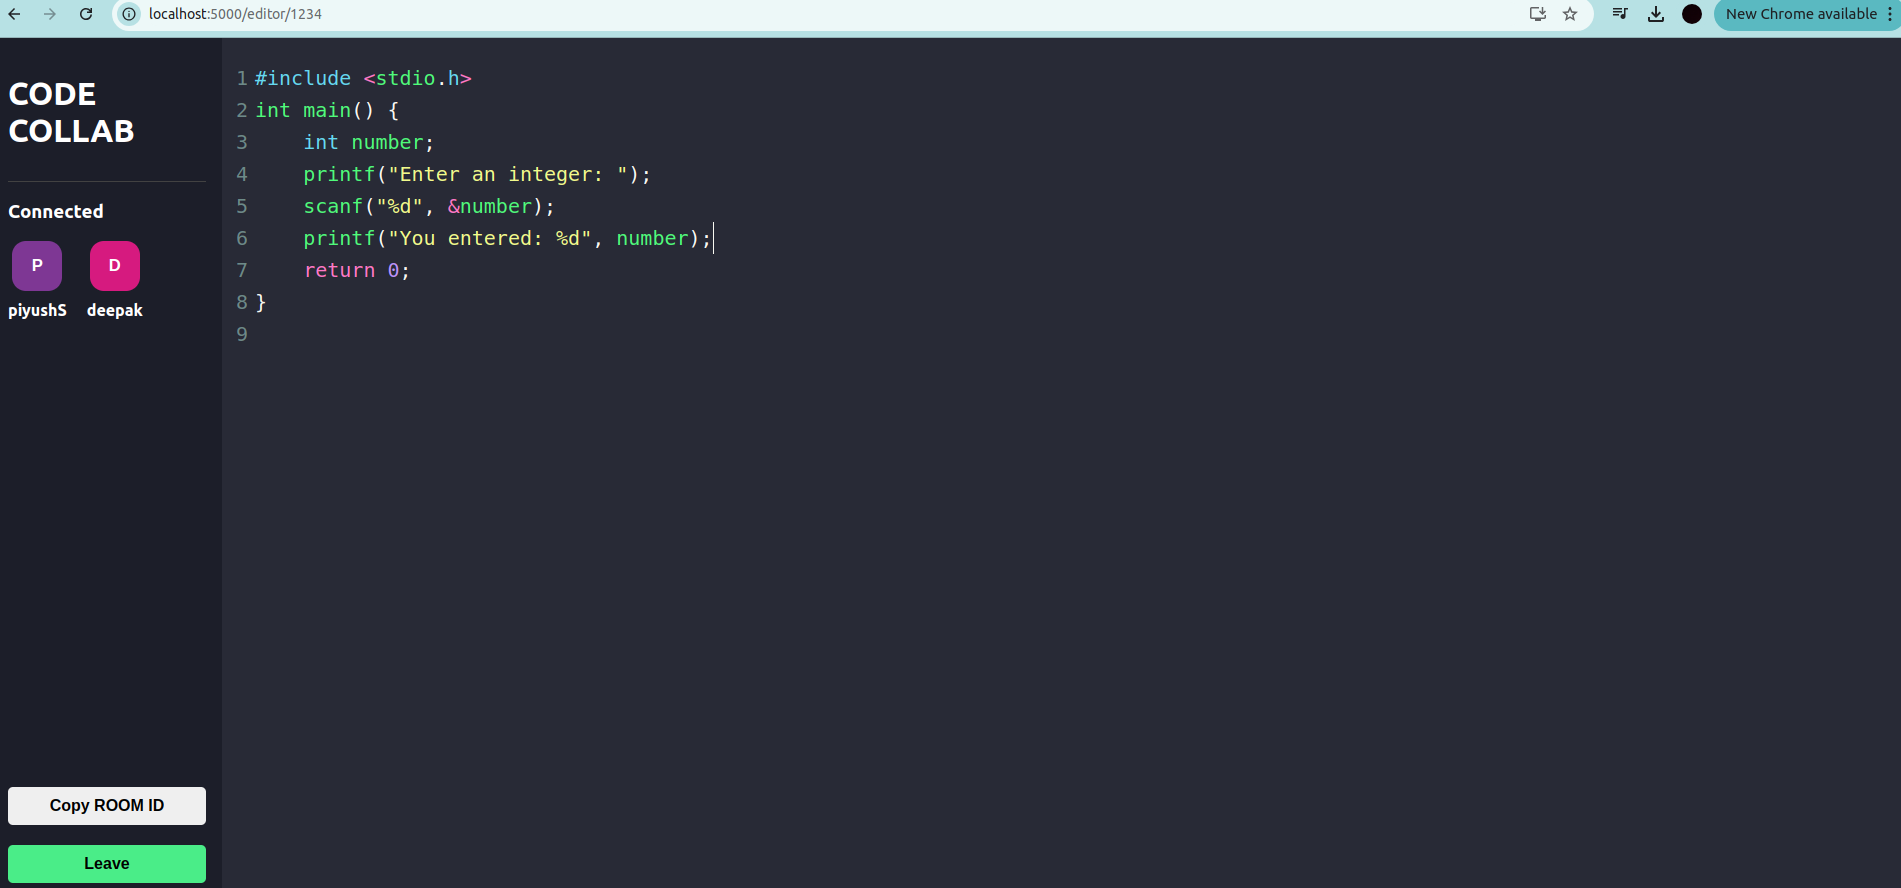 localhost:5000/editor/1234
New Chrome available
CODE
COLLAB
Connected
P
D
piyushS
deepak
1 #include <stdio.h>
2 int main() {
3     int number;
4     printf("Enter an integer: ");
5     scanf("%d", &number);
6     printf("You entered: %d", number);
7     return 0;
8 }
9
Copy ROOM ID
Leave